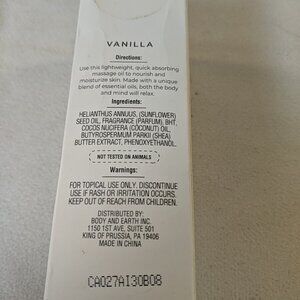 VANILLA
Directions:
Use this lightweight, quick absorbing
massage oil to nourish and
moisturize skin. Made with a unique
blend of essential oils, both the body
and mind will relax.
Ingredients:
HELIANTHUS ANNUUS, (SUNFLOWER)
SEED OIL, FRAGRANCE (PARFUM), BHT,
COCOS NUCIFERA (COCONUT) OIL,
BUTYROSPERMUM PARKII (SHEA)
BUTTER EXTRACT, PHENOXYETHANOL.
NOT TESTED ON ANIMALS
Warnings:
FOR TOPICAL USE ONLY. DISCONTINUE
USE IF RASH OR IRRITATION OCCURS.
KEEP OUT OF REACH FROM CHILDREN.
DISTRIBUTED BY:
BODY AND EARTH INC.
1150 1ST AVE, SUITE 501
KING OF PRUSSIA, PA 19406
MADE IN CHINA
CA027AI30B08